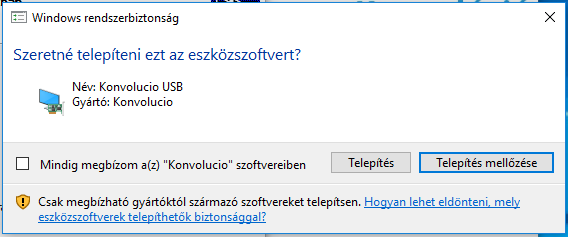 Windows rendszerbiztonság
Szeretné telepíteni ezt az eszközszoftvert?
Név: Konvolucio USB
Gyártó: Konvolucio
Mindig megbízom a(z) "Konvolucio" szoftvereiben
Telepítés
Telepítés mellőzése
Csak megbízható gyártóktól származó szoftvereket telepítsen. Hogyan lehet eldönteni, mely
eszközszoftverek telepíthetők biztonsággal?